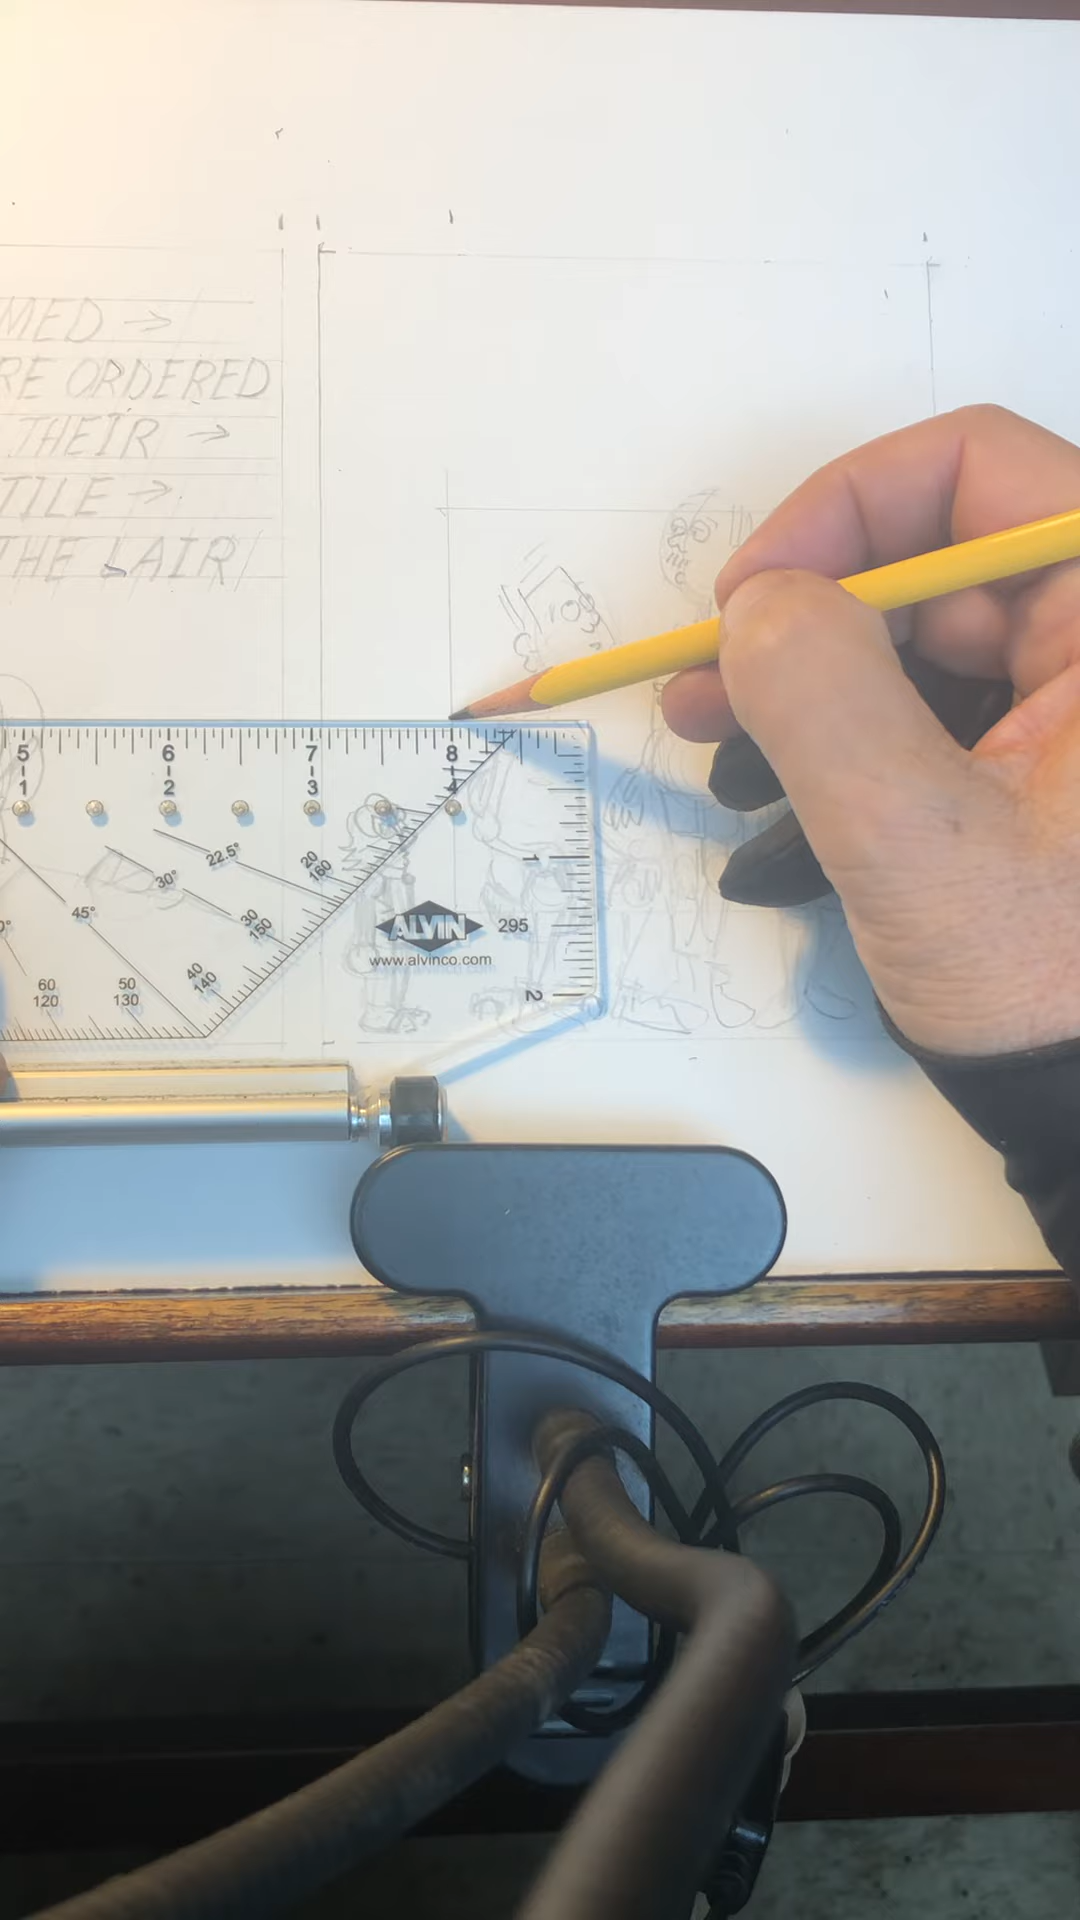 MED →
RE ORDERED
THEIR →
TILE →
THE LAIR
5 6 7 8
1 2 3 4
22.5°
20
160
30°
30
150
45°
40
140
60
120
50
130
1
ALVIN 295
www.alvinco.com
2